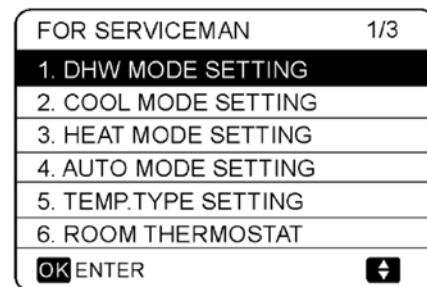 FOR SERVICEMAN 1/3
1. DHW MODE SETTING
2. COOL MODE SETTING
3. HEAT MODE SETTING
4. AUTO MODE SETTING
5. TEMP.TYPE SETTING
6. ROOM THERMOSTAT
OK ENTER